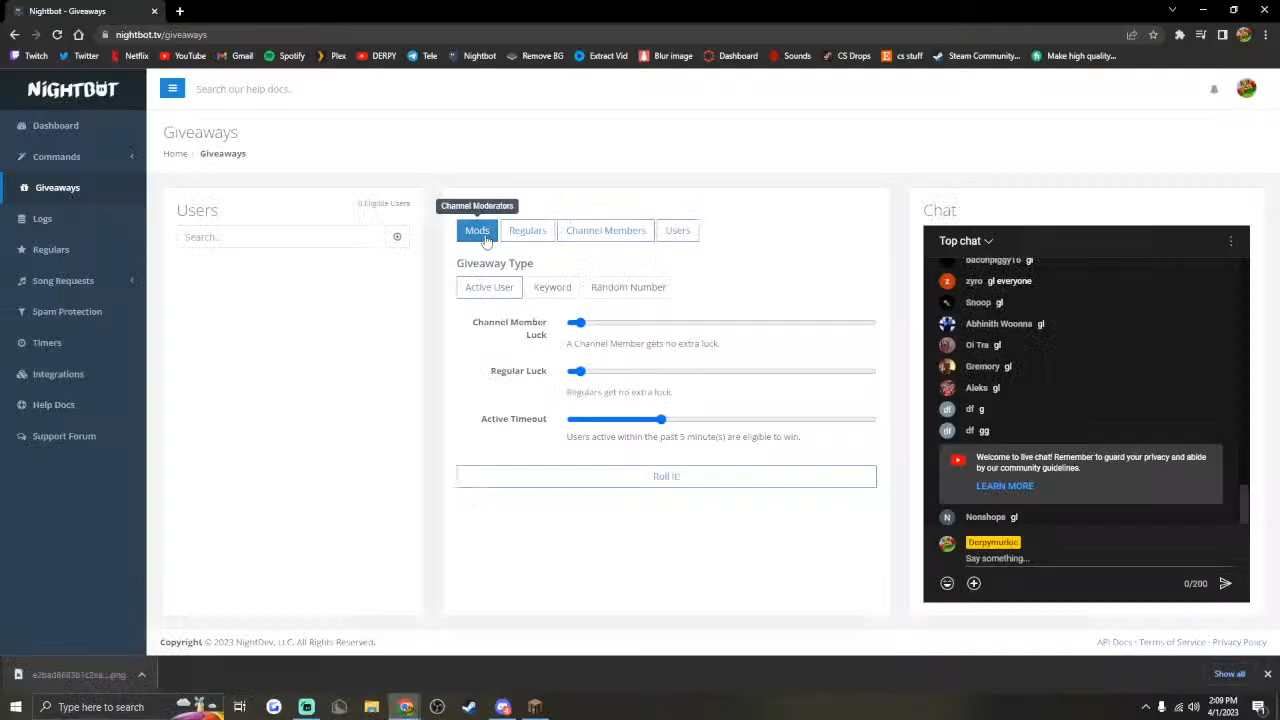 Nightbot - Giveaways
nightbot.tv/giveaways
Twitch
Twitter
Netflix
YouTube
Gmail
Spotify
Plex
DERPY
Tele
Nightbot
Remove BG
Extract Vid
Blur image
Dashboard
Sounds
CS Drops
cs stuff
Steam Community...
Make high quality...
NIGHTBOT
Search our help docs..
Dashboard
Commands
Giveaways
Logs
Regulars
Song Requests
Spam Protection
Timers
Integrations
Help Docs
Support Forum
Giveaways
Home / Giveaways
Users
0 Eligible Users
Search..
Channel Moderators
Mods
Regulars
Channel Members
Users
Giveaway Type
Active User
Keyword
Random Number
Channel Member
Luck
A Channel Member gets no extra luck.
Regular Luck
Regulars get no extra luck.
Active Timeout
Users active within the past 5 minute(s) are eligible to win.
Roll It!
Chat
Top chat
baconpiggy16 gl
zyro gl everyone
Snoop gl
Abhinith Woonna gl
Oi Tra gl
Gremory gl
Aleks gl
df df g
df df gg
Welcome to live chat! Remember to guard your privacy and abide
by our community guidelines.
LEARN MORE
N Nonshops gl
Derpymurloc
Say something...
0/200
Copyright © 2023 NightDev, LLC. All Rights Reserved.
API Docs · Terms of Service · Privacy Policy
e2bad8683b1c2ea....png
Show all
Type here to search
2:09 PM
4/1/2023